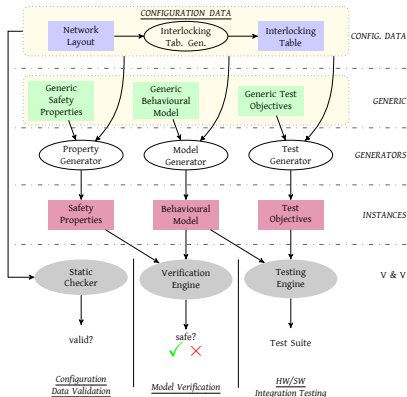 CONFIGURATION DATA
Network
Layout
Interlocking
Tab. Gen.
Interlocking
Table
CONFIG. DATA
Generic
Safety
Properties
Generic
Behavioural
Model
Generic Test
Objectives
GENERIC
Property
Generator
Model
Generator
Test
Generator
GENERATORS
Safety
Properties
Behavioural
Model
Test
Objectives
INSTANCES
Static
Checker
Verification
Engine
Testing
Engine
V & V
valid?
safe?
Test Suite
Configuration
Data Validation
Model Verification
HW/SW
Integration Testing